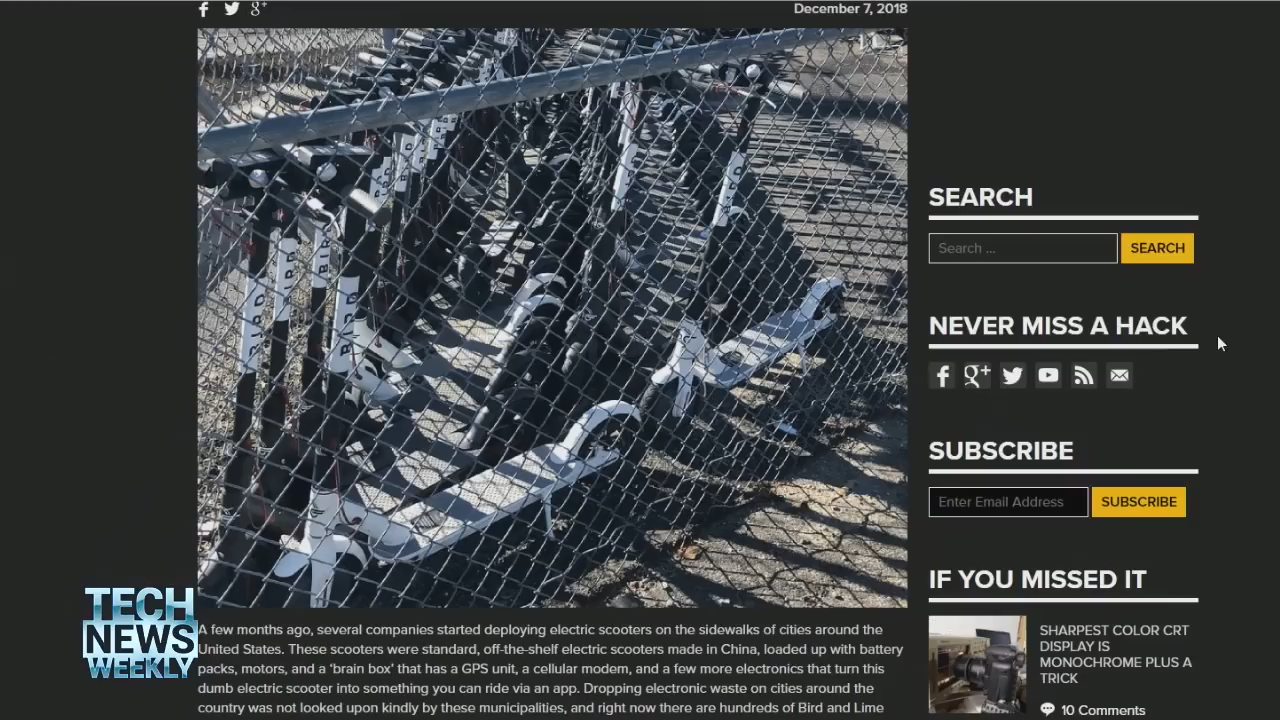 December 7, 2018
BIRD
BIRD
BIRD
BIRD
BIRD
SEARCH
Search ...
SEARCH
NEVER MISS A HACK
SUBSCRIBE
Enter Email Address
SUBSCRIBE
IF YOU MISSED IT
SHARPEST COLOR CRT
DISPLAY IS
MONOCHROME PLUS A
TRICK
10 Comments
A few months ago, several companies started deploying electric scooters on the sidewalks of cities around the
United States. These scooters were standard, off-the-shelf electric scooters made in China, loaded up with battery
packs, motors, and a ‘brain box’ that has a GPS unit, a cellular modem, and a few more electronics that turn this
dumb electric scooter into something you can ride via an app. Dropping electronic waste on cities around the
country was not looked upon kindly by these municipalities, and right now there are hundreds of Bird and Lime
TECH
NEWS
WEEKLY